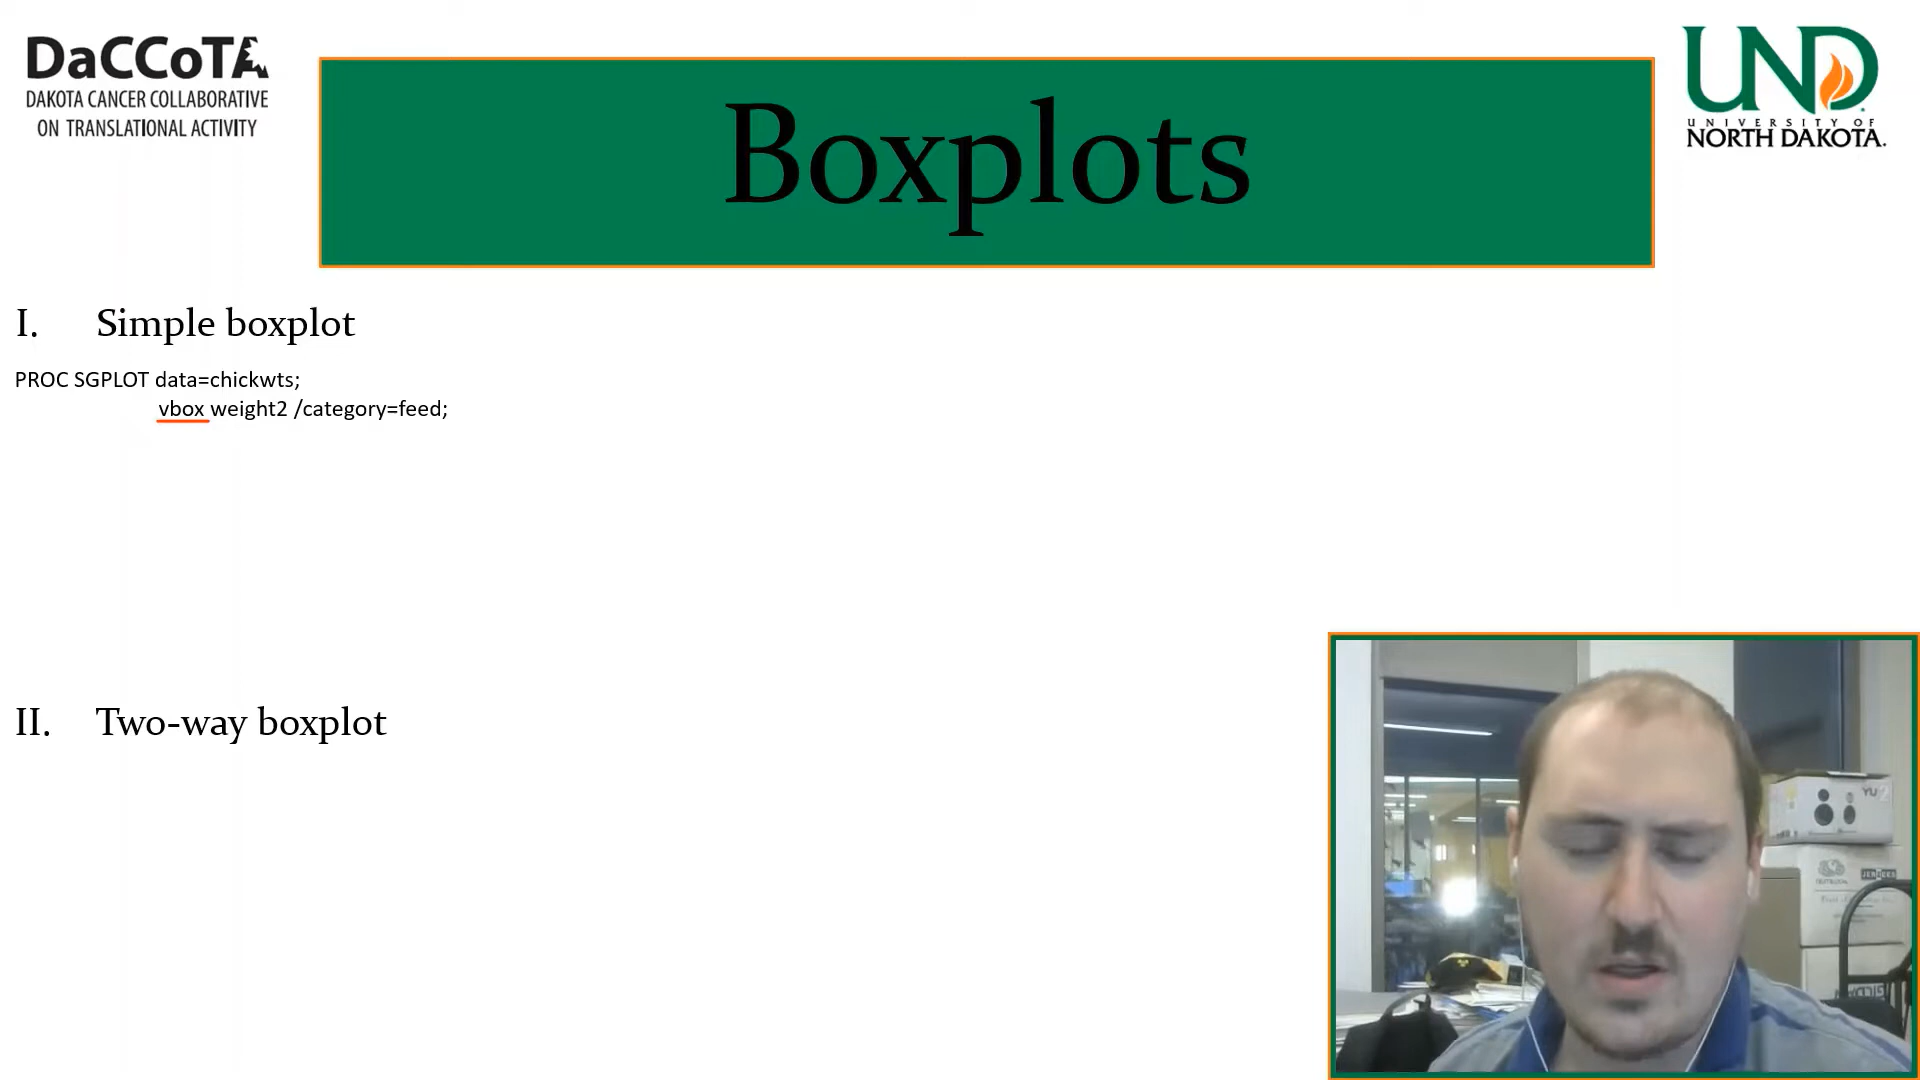 DaCCoTA
DAKOTA CANCER COLLABORATIVE
ON TRANSLATIONAL ACTIVITY
Boxplots
UND
UNIVERSITY OF
NORTH DAKOTA.
I. Simple boxplot
PROC SGPLOT data=chickwts;
vbox weight2 /category=feed;
II. Two-way boxplot
YU